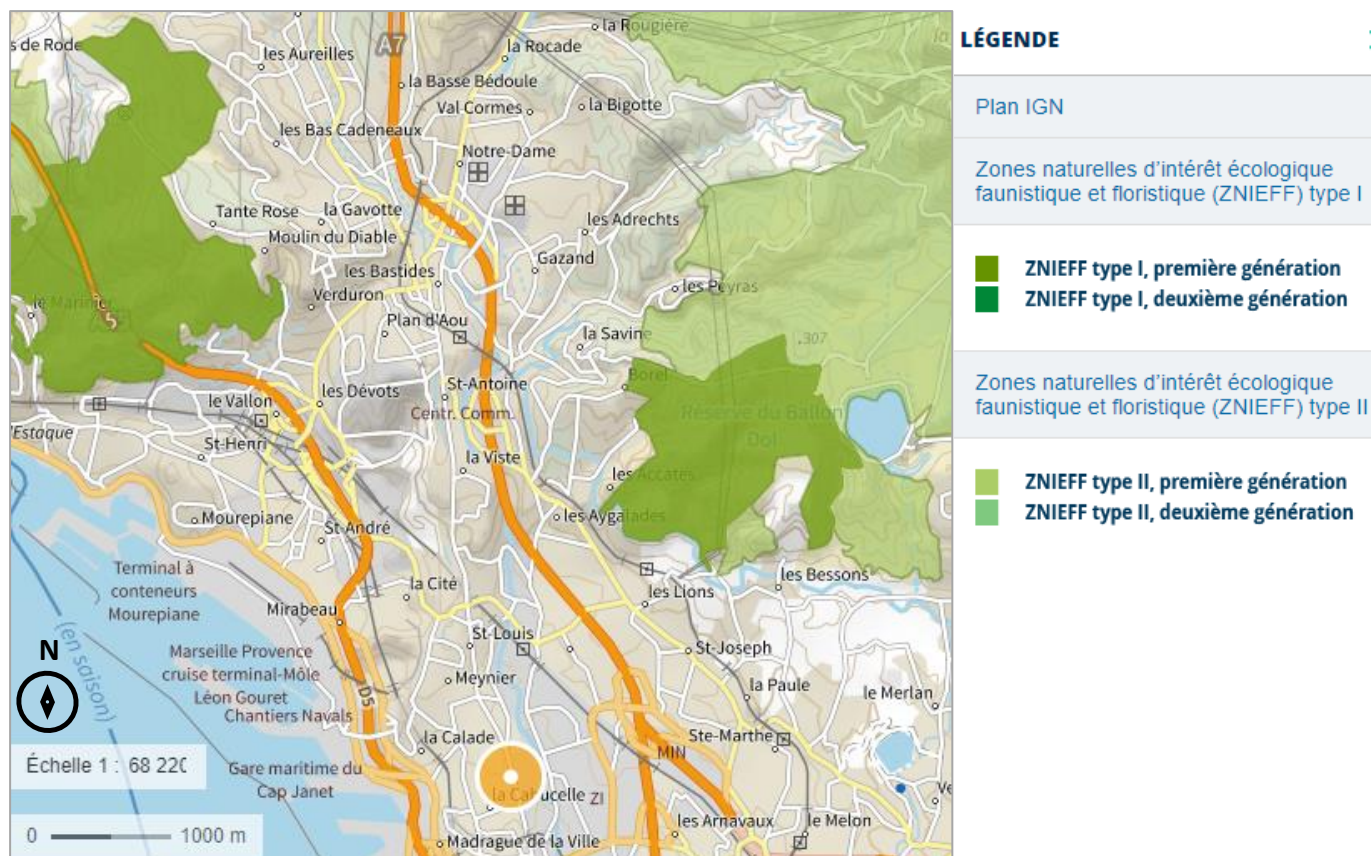 s de Rode
les Aureilles
A7
la Rougière
la Rocade
la Basse Bédoule
Val Cormes
la Bigotte
les Bas Cadeneaux
Notre-Dame
Tante Rose
la Gavotte
les Adrechts
Moulin du Diable
les Bastides
Gazand
Verduron
les Peyras
le Marinier
5
Plan d'Aou
la Savine
307
Borel
les Dévots
St-Antoine
le Vallon
Centr. Comm.
Réserve du Ballon
Dol
'Estaque
St-Henri
la Viste
les Accates
Mourepiane
St-André
les Aygalades
Terminal à
conteneurs
Mourepiane
la Cité
les Bessons
les Lions
Mirabeau
N
(en saison)
St-Louis
St-Joseph
Marseille Provence
cruise terminal-Môle
Léon Gouret
Meynier
la Paule
le Merlan
D5
Chantiers Navals
la Calade
Ste-Marthe
MIN
Échelle 1 : 68 220
Gare maritime du
Cap Janet
la Cabucelle
ZI
Ve
0
1000 m
Madrague de la Ville
les Arnavaux
le Melon
LÉGENDE
Plan IGN
Zones naturelles d'intérêt écologique
faunistique et floristique (ZNIEFF) type I
ZNIEFF type I, première génération
ZNIEFF type I, deuxième génération
Zones naturelles d'intérêt écologique
faunistique et floristique (ZNIEFF) type II
ZNIEFF type II, première génération
ZNIEFF type II, deuxième génération